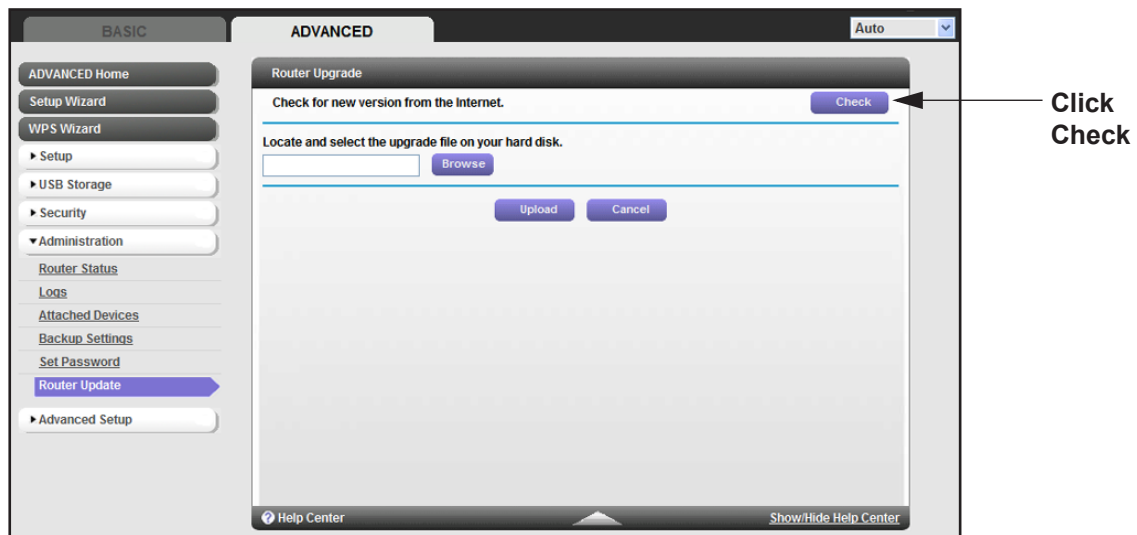 BASIC
ADVANCED
Auto
ADVANCED Home
Setup Wizard
WPS Wizard
Setup
USB Storage
Security
Administration
Router Status
Logs
Attached Devices
Backup Settings
Set Password
Router Update
Advanced Setup
Router Upgrade
Check for new version from the Internet.
Check
Locate and select the upgrade file on your hard disk.
Browse
Upload
Cancel
Help Center
Show/Hide Help Center
Click
Check